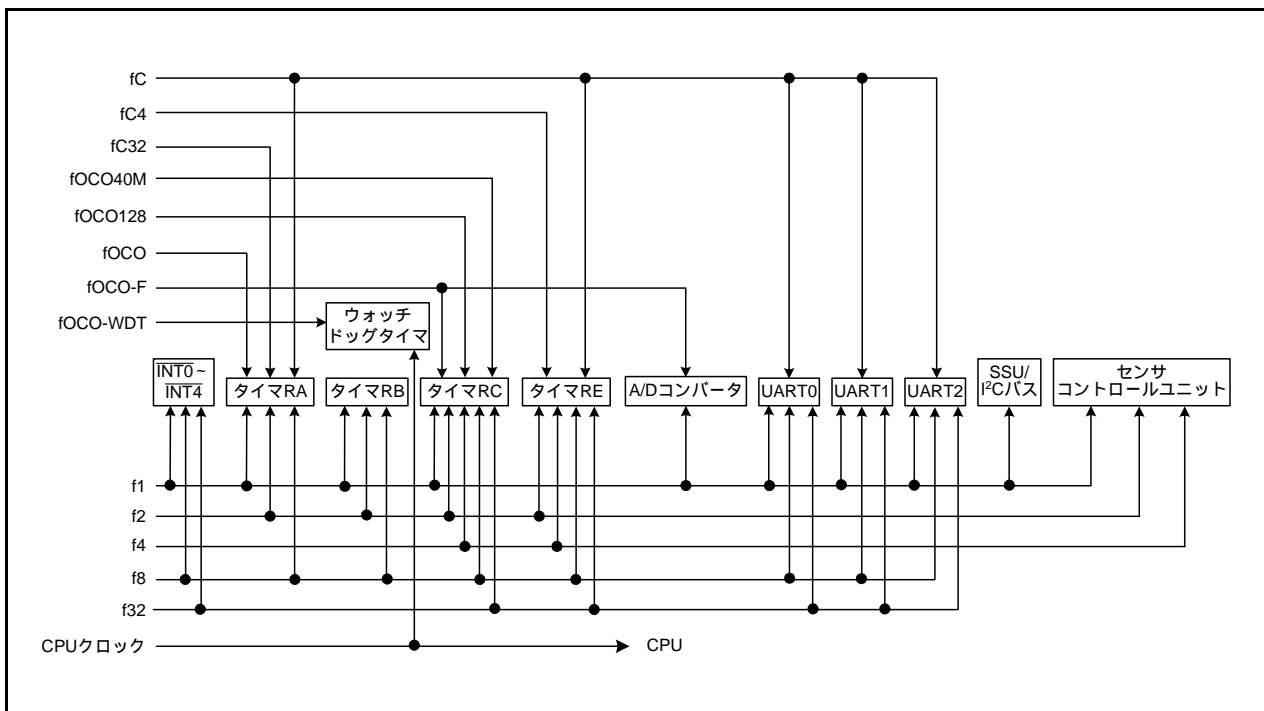 fC
fC4
fC32
fOCO40M
fOCO128
fOCO
fOCO-F
fOCO-WDT
ウォッチ
ドッグタイマ
INT0～
INT4
タイマRA
タイマRB
タイマRC
タイマRE
A/Dコンバータ
UART0
UART1
UART2
SSU/
I²Cバス
センサ
コントロールユニット
f1
f2
f4
f8
f32
CPUクロック
CPU